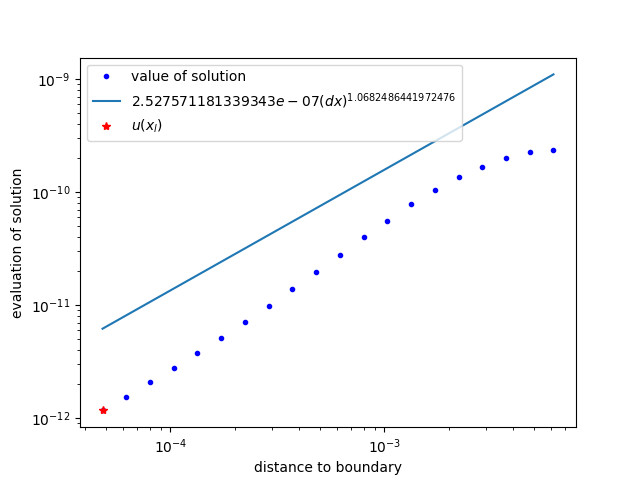 value of solution
2.527571181339343e − 07(dx)^1.0682486441972476
u(x_l)
10^−9
10^−10
10^−11
10^−12
evaluation of solution
10^−4
10^−3
distance to boundary